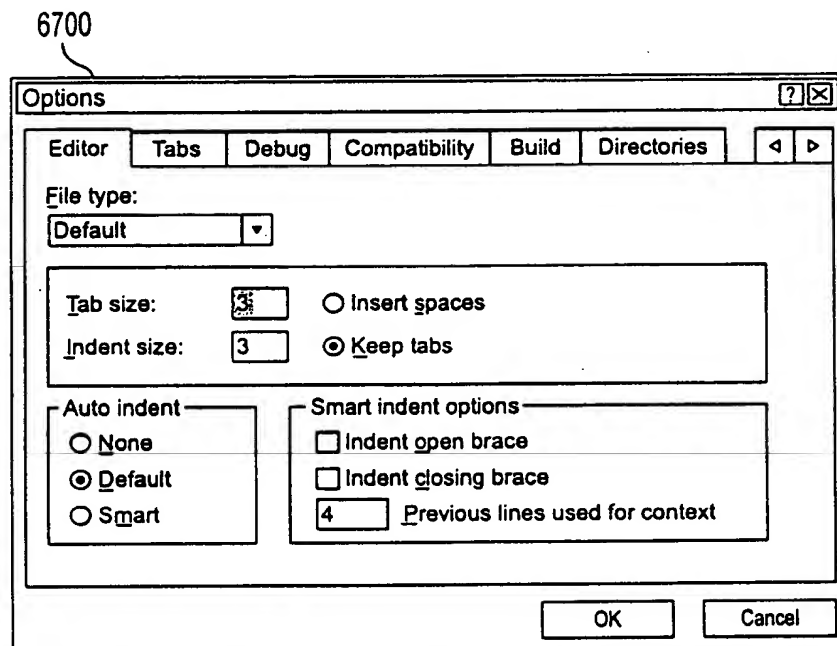 6700
Options
Editor Tabs Debug Compatibility Build Directories
File type:
Default
Tab size: 3 Insert spaces
Indent size: 3 Keep tabs
Auto indent
None
Default
Smart
Smart indent options
Indent open brace
Indent closing brace
4 Previous lines used for context
OK Cancel